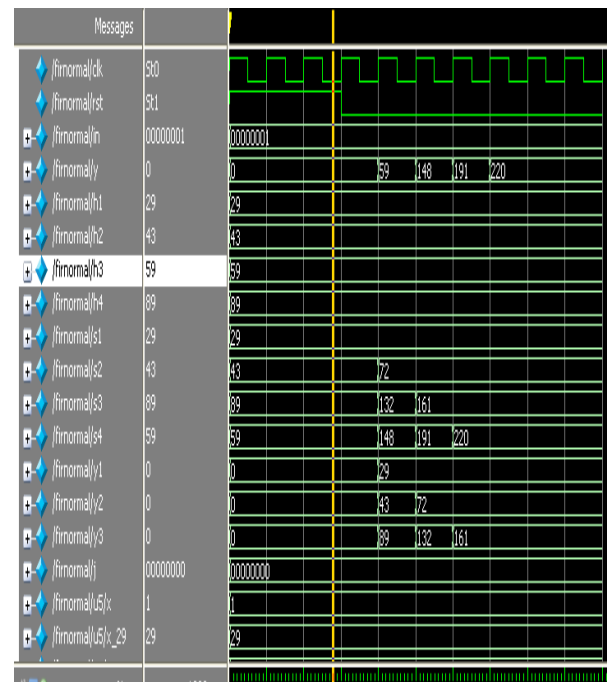 Messages
/firnormal/clk St0
/firnormal/rst St1
/firnormal/in 00000001 00000001
/firnormal/y 0 0 59 148 191 220
/firnormal/h1 29 29
/firnormal/h2 43 43
/firnormal/h3 59 59
/firnormal/h4 89 89
/firnormal/s1 29 29
/firnormal/s2 43 43 72
/firnormal/s3 89 89 132 161
/firnormal/s4 59 59 148 191 220
/firnormal/y1 0 0 29
/firnormal/y2 0 0 43 72
/firnormal/y3 0 0 89 132 161
/firnormal/j 00000000 00000000
/firnormal/u5/x 1 1
/firnormal/u5/x_29 29 29